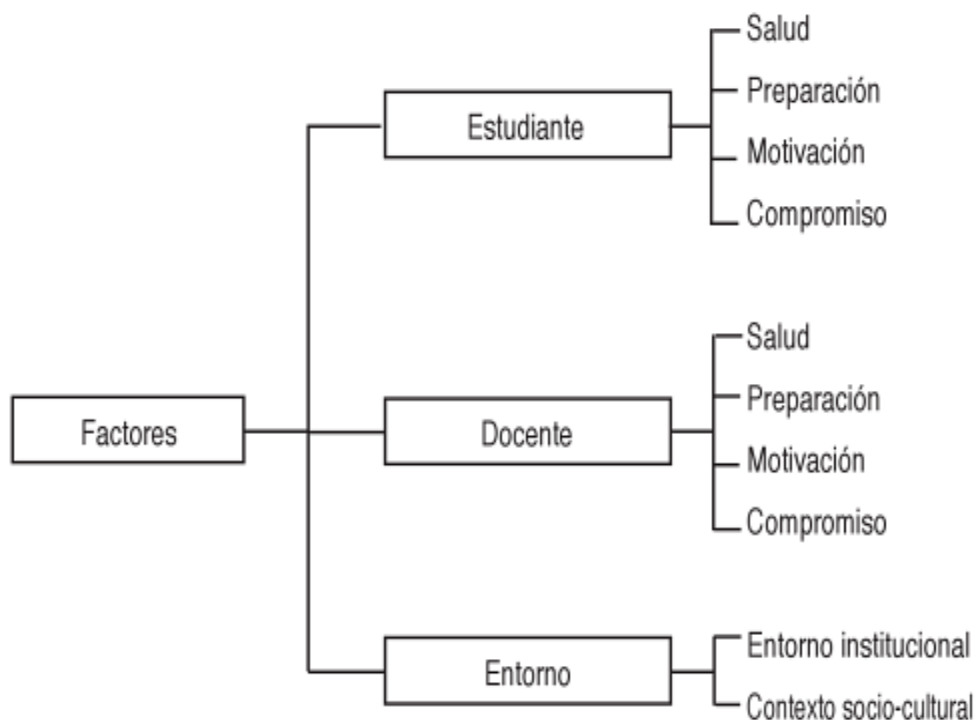 Factores
Estudiante
Salud
Preparación
Motivación
Compromiso
Docente
Salud
Preparación
Motivación
Compromiso
Entorno
Entorno institucional
Contexto socio-cultural